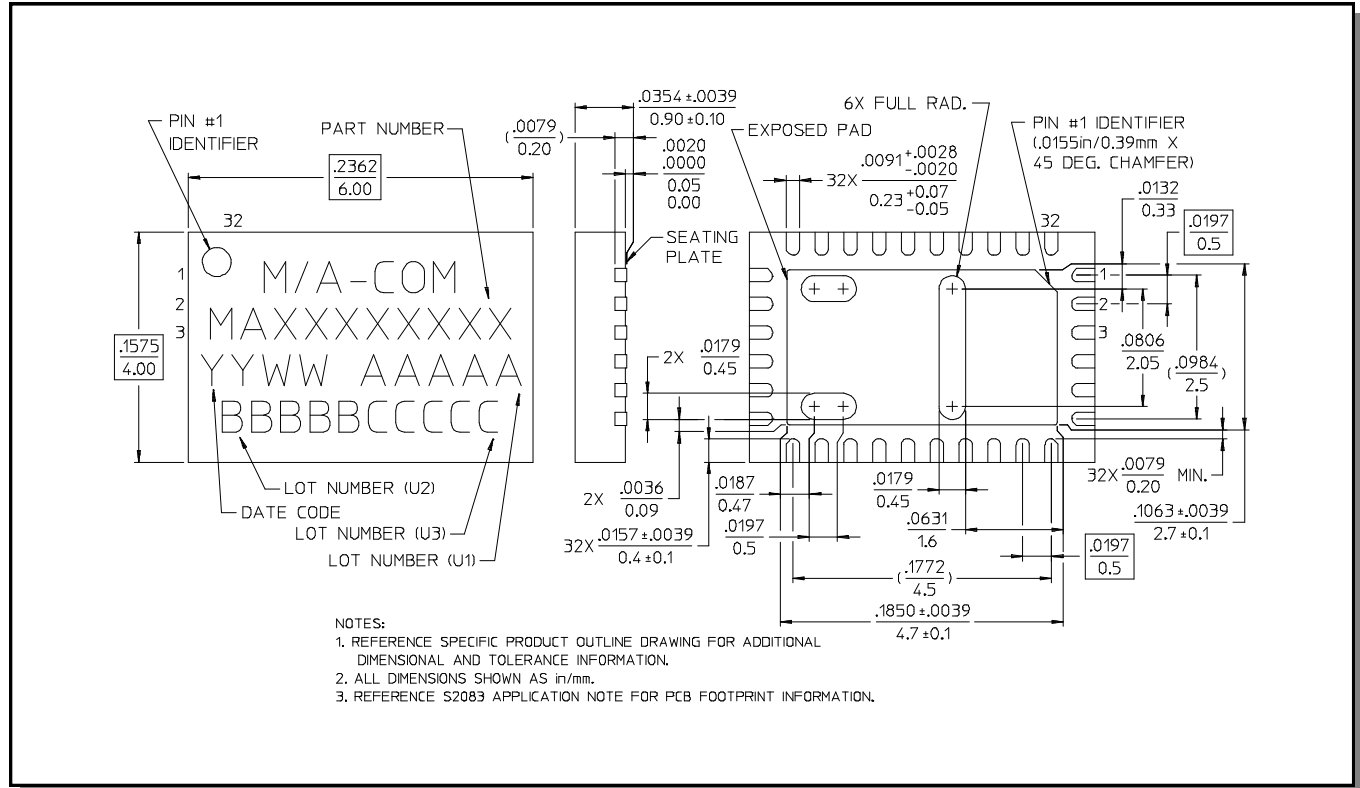 PIN #1
IDENTIFIER
PART NUMBER
.2362
6.00
32
1
2
3
.1575
4.00
M/A-COM
MAXXXXXXXXX
YYWW AAAAA
BBBBBCCCCC
LOT NUMBER (U2)
DATE CODE
LOT NUMBER (U3)
LOT NUMBER (U1)
.0354 ±.0039
0.90 ±0.10
(.0079
0.20)
.0020
.0000
0.05
0.00
SEATING
PLATE
EXPOSED PAD
6X FULL RAD.
PIN #1 IDENTIFIER
(.0155in/0.39mm X
45 DEG. CHAMFER)
32X .0091 +.0028 -.0020
0.23 +0.07 -0.05
32
.0132
0.33
.0197
0.5
1
2
3
.0806
2.05
(.0984
2.5)
2X .0179
0.45
2X .0036
0.09
32X .0157 ±.0039
0.4 ±0.1
.0187
0.47
.0197
0.5
.0179
0.45
.0631
1.6
32X .0079 MIN.
0.20
.1063 ±.0039
2.7 ±0.1
.0197
0.5
(.1772
4.5)
.1850 ±.0039
4.7 ±0.1
NOTES:
1. REFERENCE SPECIFIC PRODUCT OUTLINE DRAWING FOR ADDITIONAL
DIMENSIONAL AND TOLERANCE INFORMATION.
2. ALL DIMENSIONS SHOWN AS in/mm.
3. REFERENCE S2083 APPLICATION NOTE FOR PCB FOOTPRINT INFORMATION.